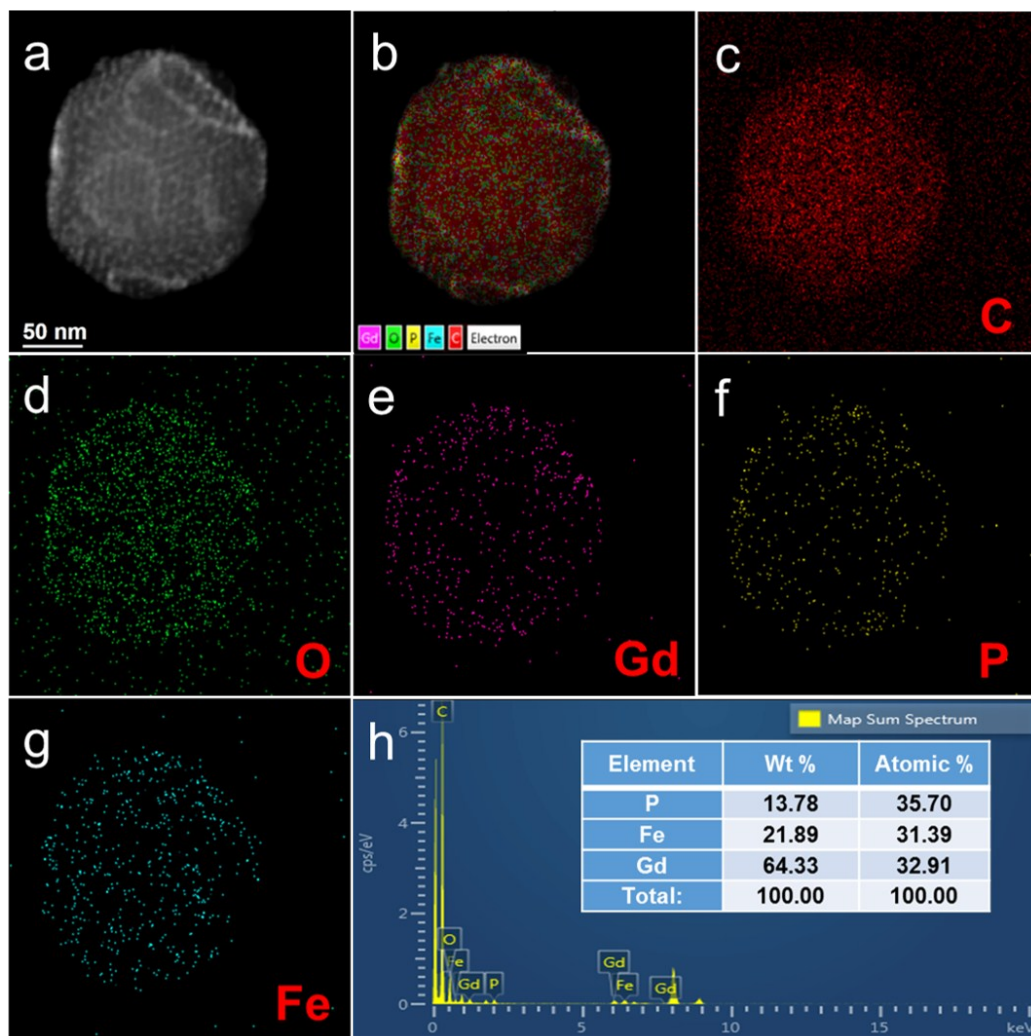 a
b
c
50 nm
Gd O P Fe C Electron
C
d
e
f
O
Gd
P
g
h
C
Map Sum Spectrum
6
4
2
0
cps/eV
Element Wt % Atomic %
P 13.78 35.70
Fe 21.89 31.39
Gd 64.33 32.91
Total: 100.00 100.00
O
Fe
Gd P
Gd
Fe
Gd
0 5 10 15 keV
Fe